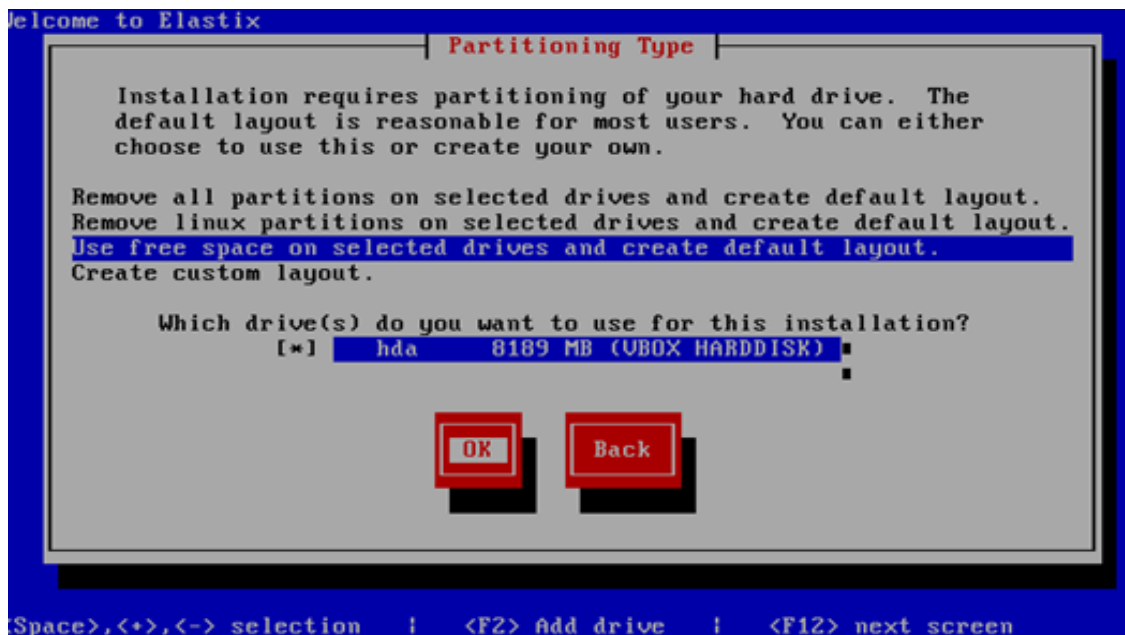 Welcome to Elastix
Partitioning Type
Installation requires partitioning of your hard drive. The
default layout is reasonable for most users. You can either
choose to use this or create your own.
Remove all partitions on selected drives and create default layout.
Remove linux partitions on selected drives and create default layout.
Use free space on selected drives and create default layout.
Create custom layout.
Which drive(s) do you want to use for this installation?
[*] hda 8189 MB (VBOX HARDDISK)
OK Back
<Space>,<+>,<-> selection | <F2> Add drive | <F12> next screen